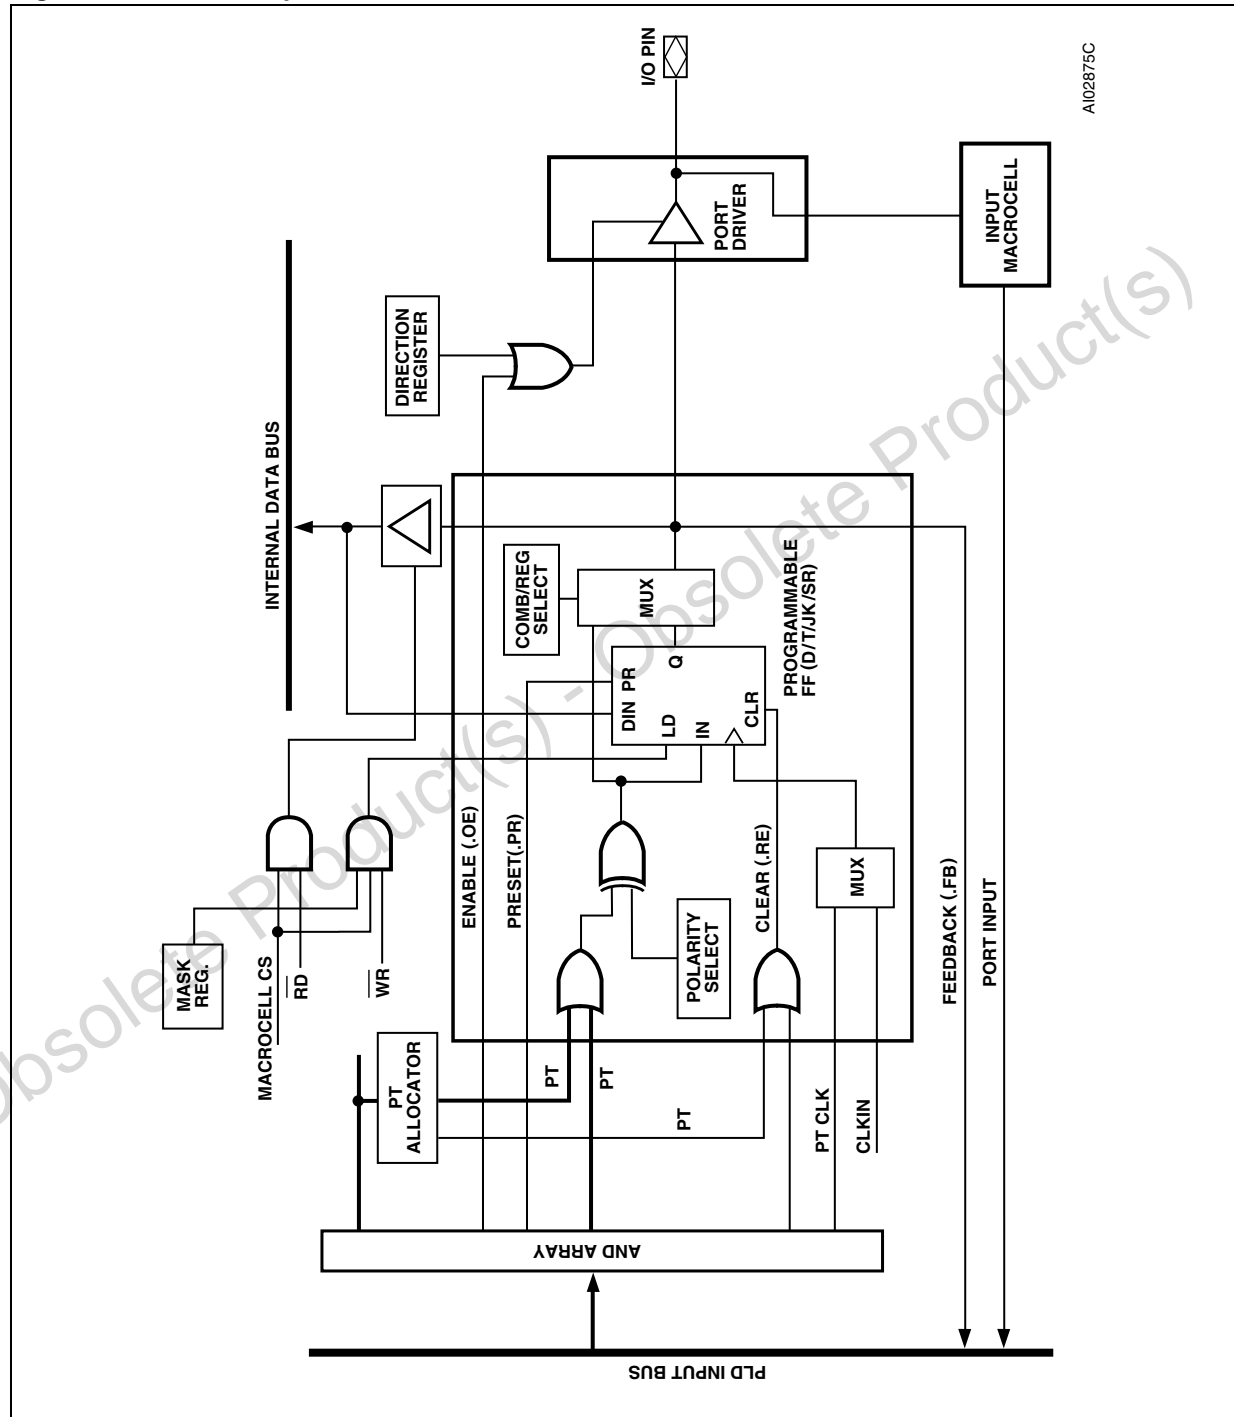 I/O PIN
AI02875C
PORT
DRIVER
INPUT
MACROCELL
DIRECTION
REGISTER
INTERNAL DATA BUS
COMB/REG
SELECT
MUX
PROGRAMMABLE
FF (D/T/JK/SR)
DIN
PR
Q
LD
IN
CLR
MASK
REG.
MACROCELL CS
RD
WR
ENABLE (.OE)
PRESET(.PR)
POLARITY
SELECT
CLEAR (.RE)
MUX
FEEDBACK (.FB)
PORT INPUT
PT
ALLOCATOR
PT
PT
PT
PT CLK
CLKIN
AND ARRAY
PLD INPUT BUS
Obsolete Product(s) - Obsolete Product(s)